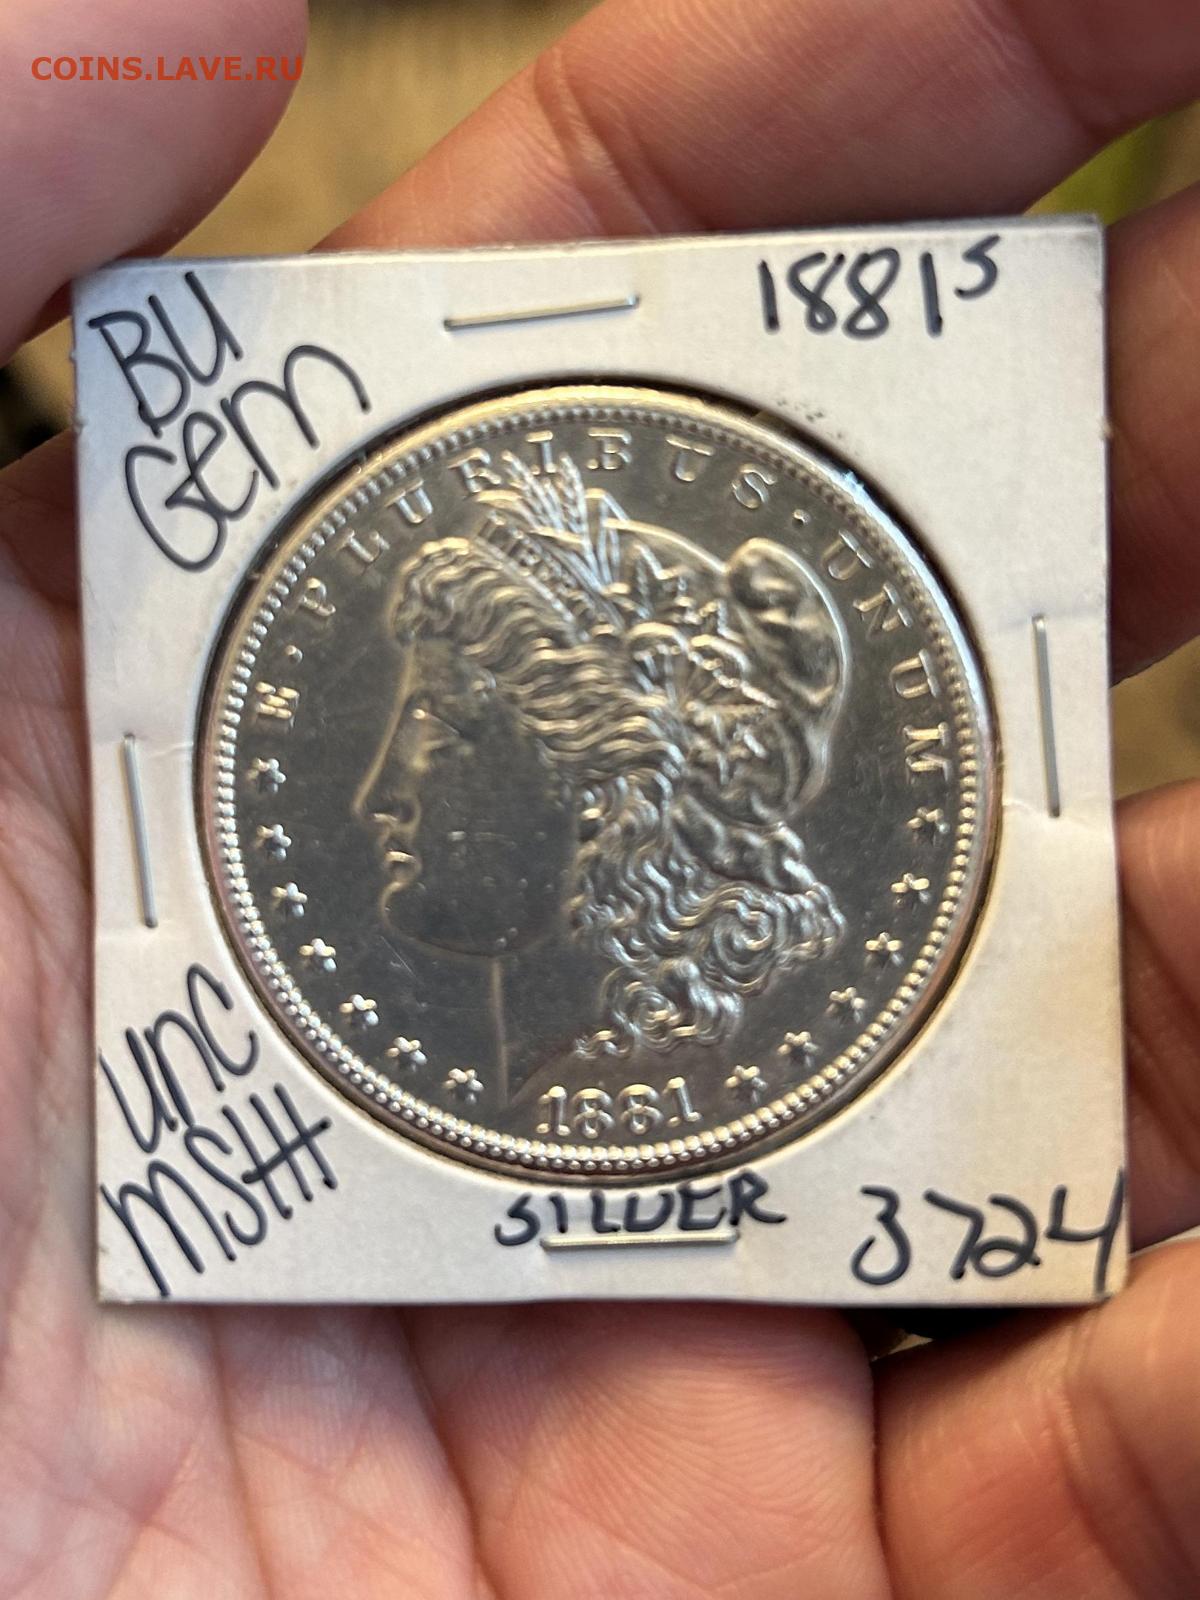 COINS.LAVE.RU
BU
Gem
1881s
E·PLURIBUS·UNUM
LIBERTY
1881
UNC
MS++
SILVER
3724